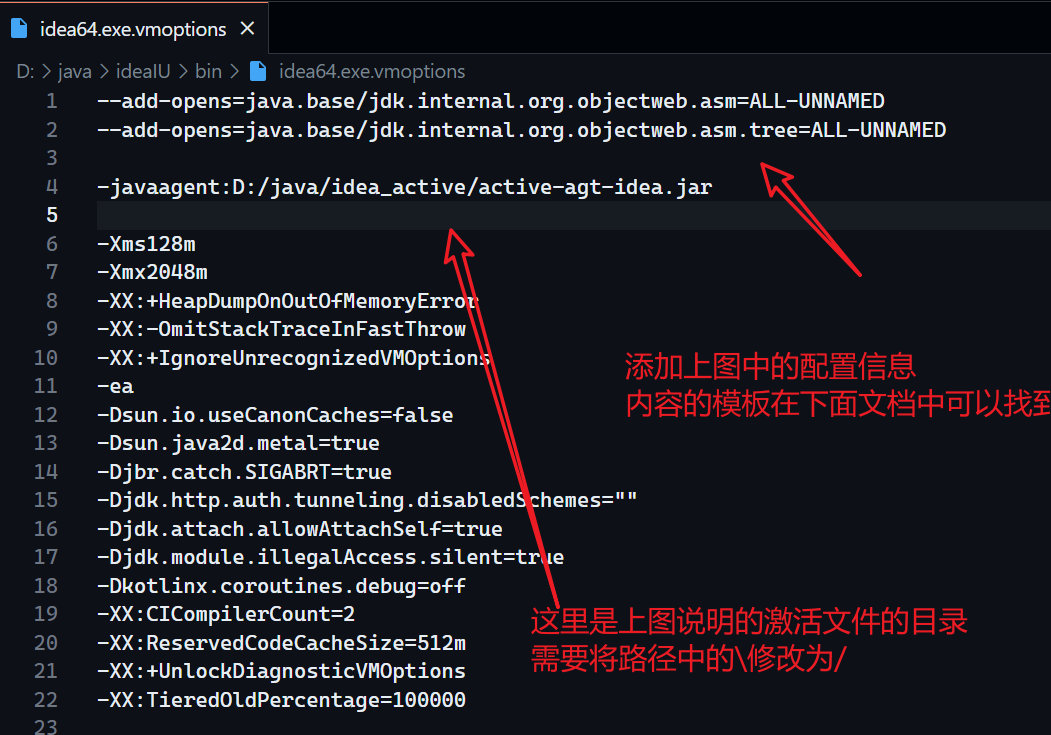 idea64.exe.vmoptions
D: > java > ideaIU > bin > idea64.exe.vmoptions
1 --add-opens=java.base/jdk.internal.org.objectweb.asm=ALL-UNNAMED
2 --add-opens=java.base/jdk.internal.org.objectweb.asm.tree=ALL-UNNAMED
3
4 -javaagent:D:/java/idea_active/active-agt-idea.jar
5
6 -Xms128m
7 -Xmx2048m
8 -XX:+HeapDumpOnOutOfMemoryError
9 -XX:-OmitStackTraceInFastThrow
10 -XX:+IgnoreUnrecognizedVMOptions
11 -ea
12 -Dsun.io.useCanonCaches=false
13 -Dsun.java2d.metal=true
14 -Djbr.catch.SIGABRT=true
15 -Djdk.http.auth.tunneling.disabledSchemes=""
16 -Djdk.attach.allowAttachSelf=true
17 -Djdk.module.illegalAccess.silent=true
18 -Dkotlinx.coroutines.debug=off
19 -XX:CICompilerCount=2
20 -XX:ReservedCodeCacheSize=512m
21 -XX:+UnlockDiagnosticVMOptions
22 -XX:TieredOldPercentage=100000
23
添加上图中的配置信息
内容的模板在下面文档中可以找到
这里是上图说明的激活文件的目录
需要将路径中的\修改为/